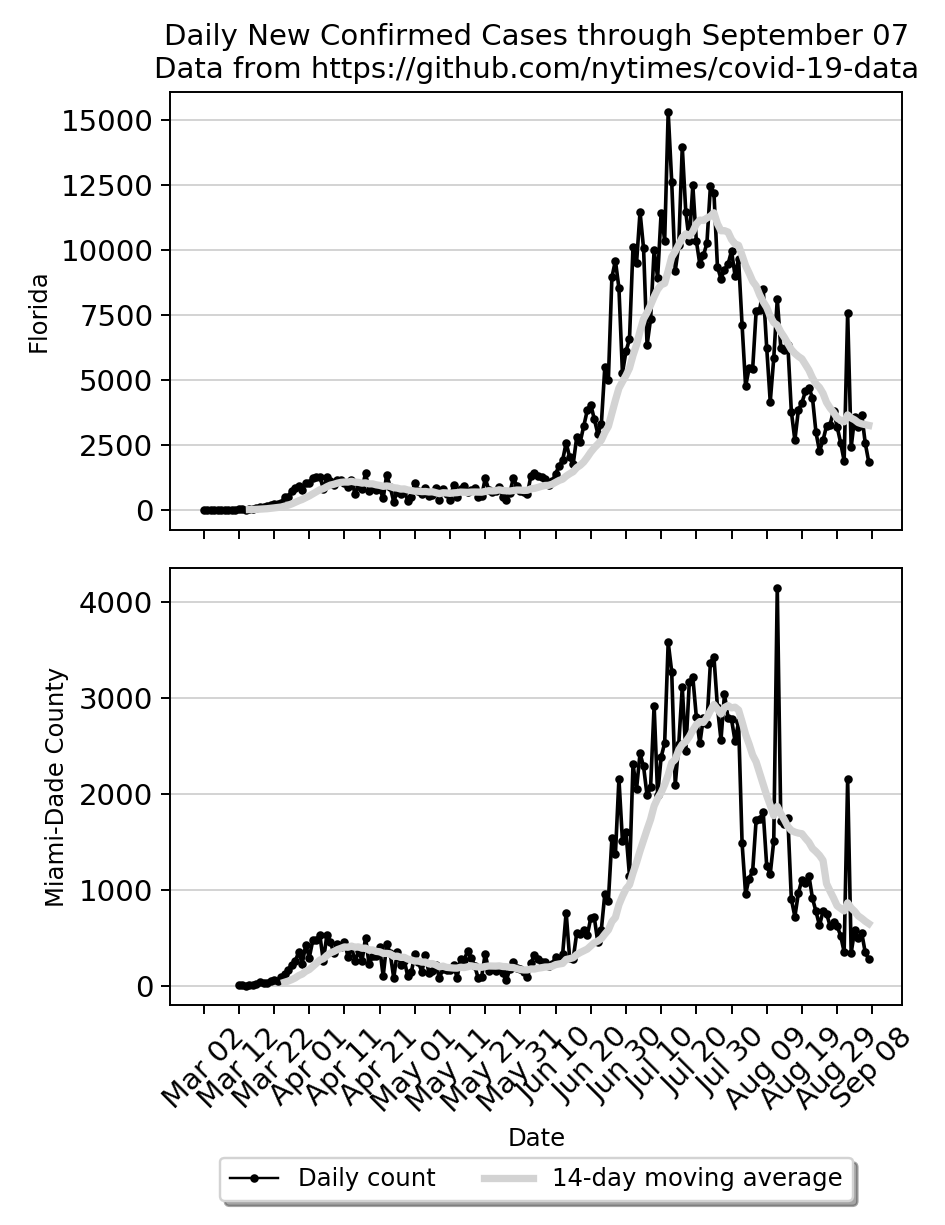 Daily New Confirmed Cases through September 07
Data from https://github.com/nytimes/covid-19-data
15000
12500
10000
7500
5000
2500
0
Florida
4000
3000
2000
1000
0
Miami-Dade County
Mar 02
Mar 12
Mar 22
Apr 01
Apr 11
Apr 21
May 01
May 11
May 21
May 31
Jun 10
Jun 20
Jun 30
Jul 10
Jul 20
Jul 30
Aug 09
Aug 19
Aug 29
Sep 08
Date
Daily count
14-day moving average